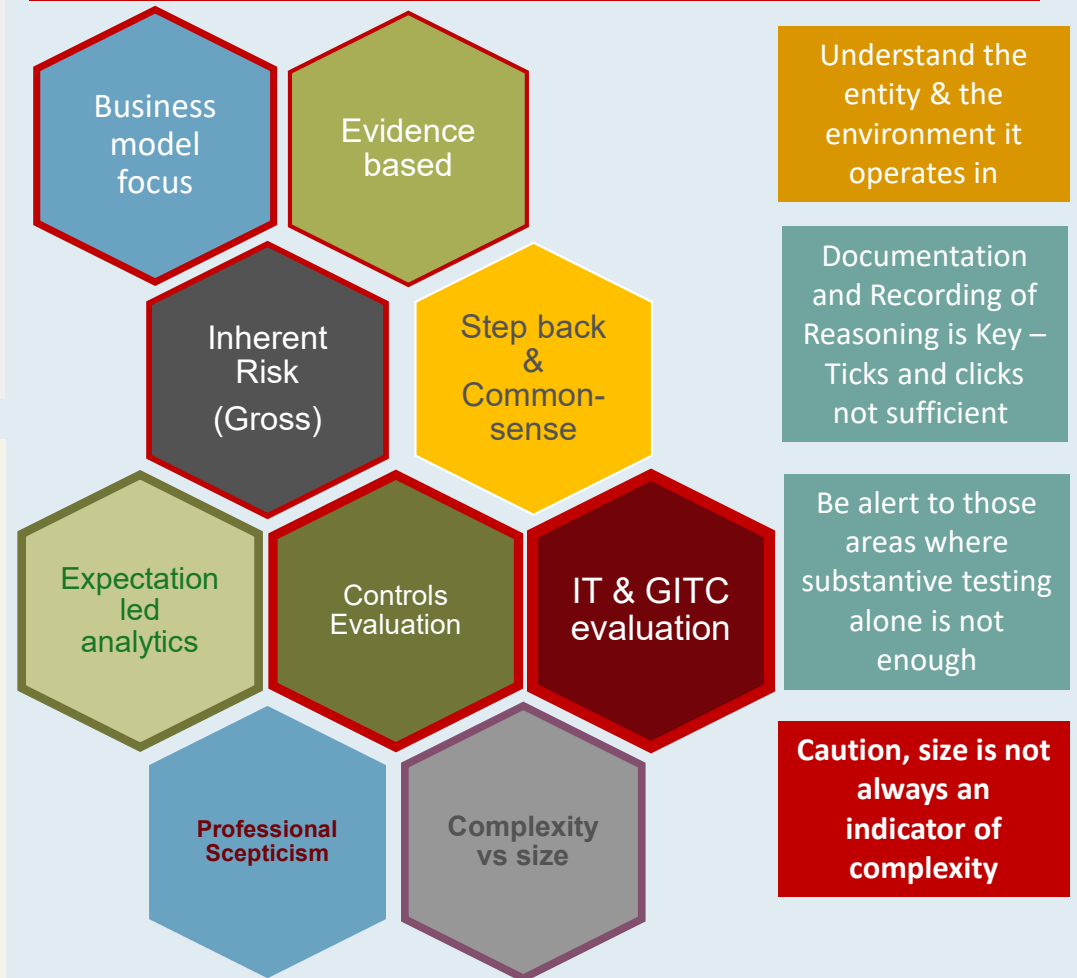 Business
model
focus
Evidence
based
Understand the
entity & the
environment it
operates in
Inherent
Risk
(Gross)
Step back
&
Common-
sense
Documentation
and Recording of
Reasoning is Key –
Ticks and clicks
not sufficient
Expectation
led
analytics
Controls
Evaluation
IT & GITC
evaluation
Be alert to those
areas where
substantive testing
alone is not
enough
Professional
Scepticism
Complexity
vs size
Caution, size is not
always an
indicator of
complexity